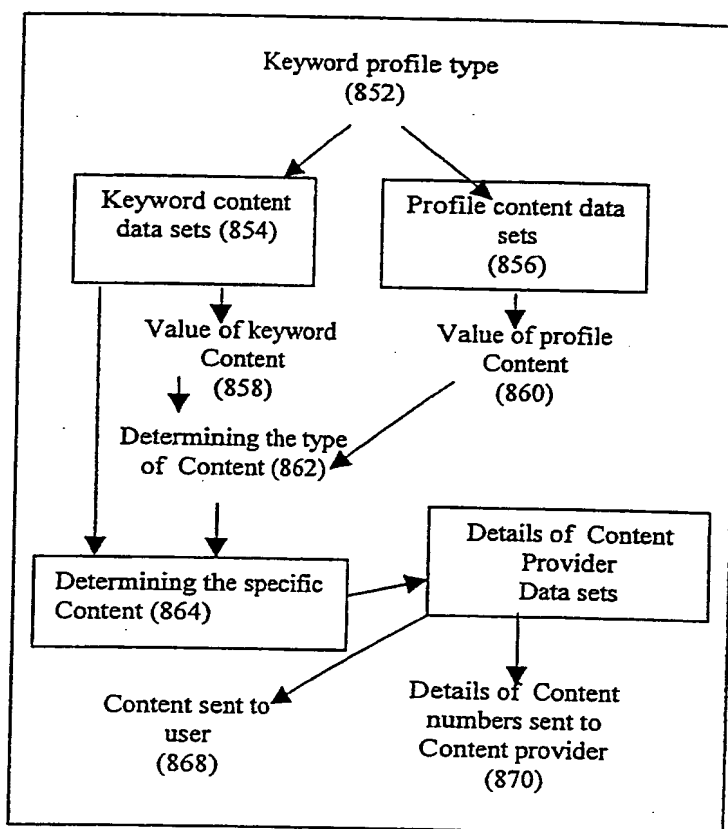 Keyword profile type
(852)
Keyword content
data sets (854)
Profile content data
sets
(856)
Value of keyword
Content
(858)
Value of profile
Content
(860)
Determining the type
of Content (862)
Determining the specific
Content (864)
Details of Content
Provider
Data sets
Content sent to
user
(868)
Details of Content
numbers sent to
Content provider
(870)